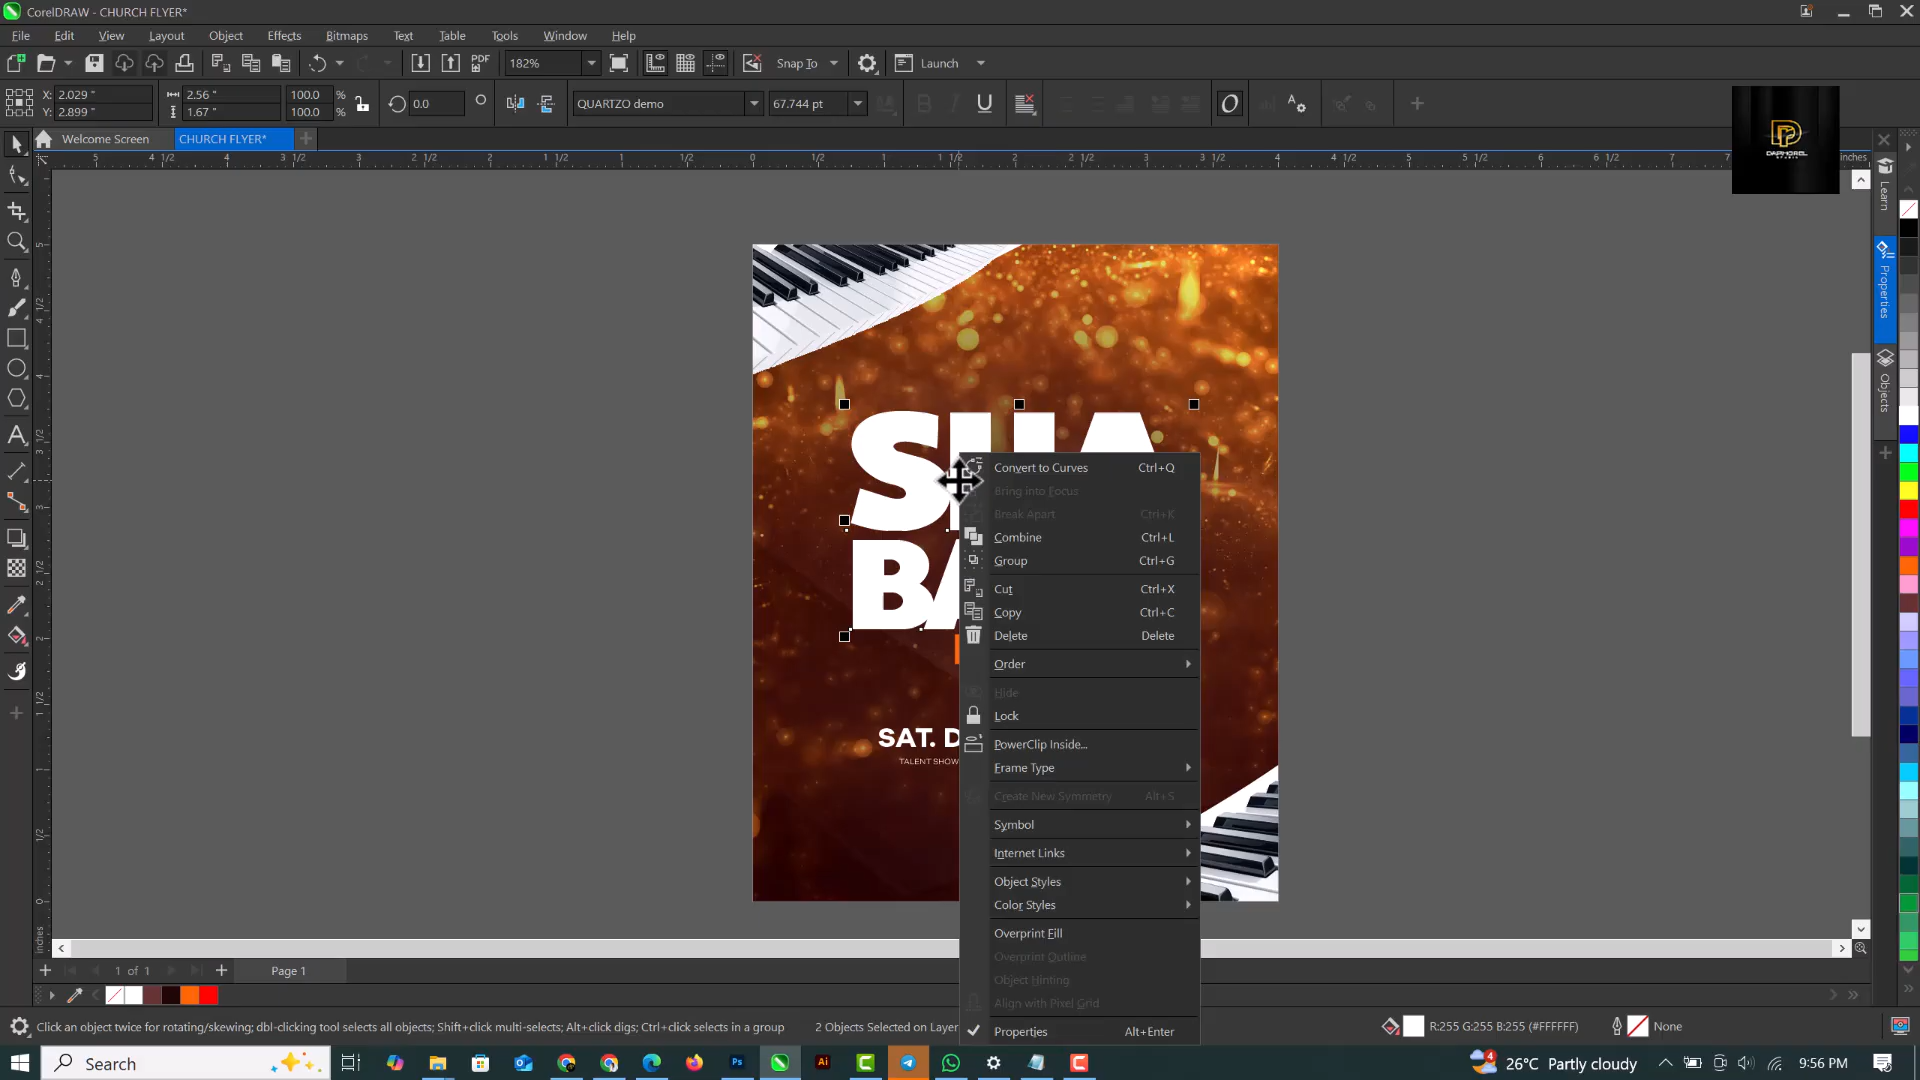 CorelDRAW - CHURCH FLYER*
File Edit View Layout Object Effects Bitmaps Text Table Tools Window Help
PDF 182% Snap To Launch
X: 2.029 " 2.56 " 100.0 % 0.0 QUARTZO demo 67.744 pt
Y: 2.899 " 1.67 " 100.0 %
Welcome Screen CHURCH FLYER*
DAPHOREL
STUDIO
inches
Learn
Properties
Objects
SHA
BA
SAT. D
TALENT SHOW
Convert to Curves Ctrl+Q
Bring into Focus
Break Apart Ctrl+K
Combine Ctrl+L
Group Ctrl+G
Cut Ctrl+X
Copy Ctrl+C
Delete Delete
Order
Hide
Lock
PowerClip Inside...
Frame Type
Create New Symmetry Alt+S
Symbol
Internet Links
Object Styles
Color Styles
Overprint Fill
Overprint Outline
Object Hinting
Align with Pixel Grid
Properties Alt+Enter
inches
1 of 1 Page 1
Click an object twice for rotating/skewing; dbl-clicking tool selects all objects; Shift+click multi-selects; Alt+click digs; Ctrl+click selects in a group 2 Objects Selected on Layer R:255 G:255 B:255 (#FFFFFF) None
Search 4 26°C Partly cloudy 9:56 PM